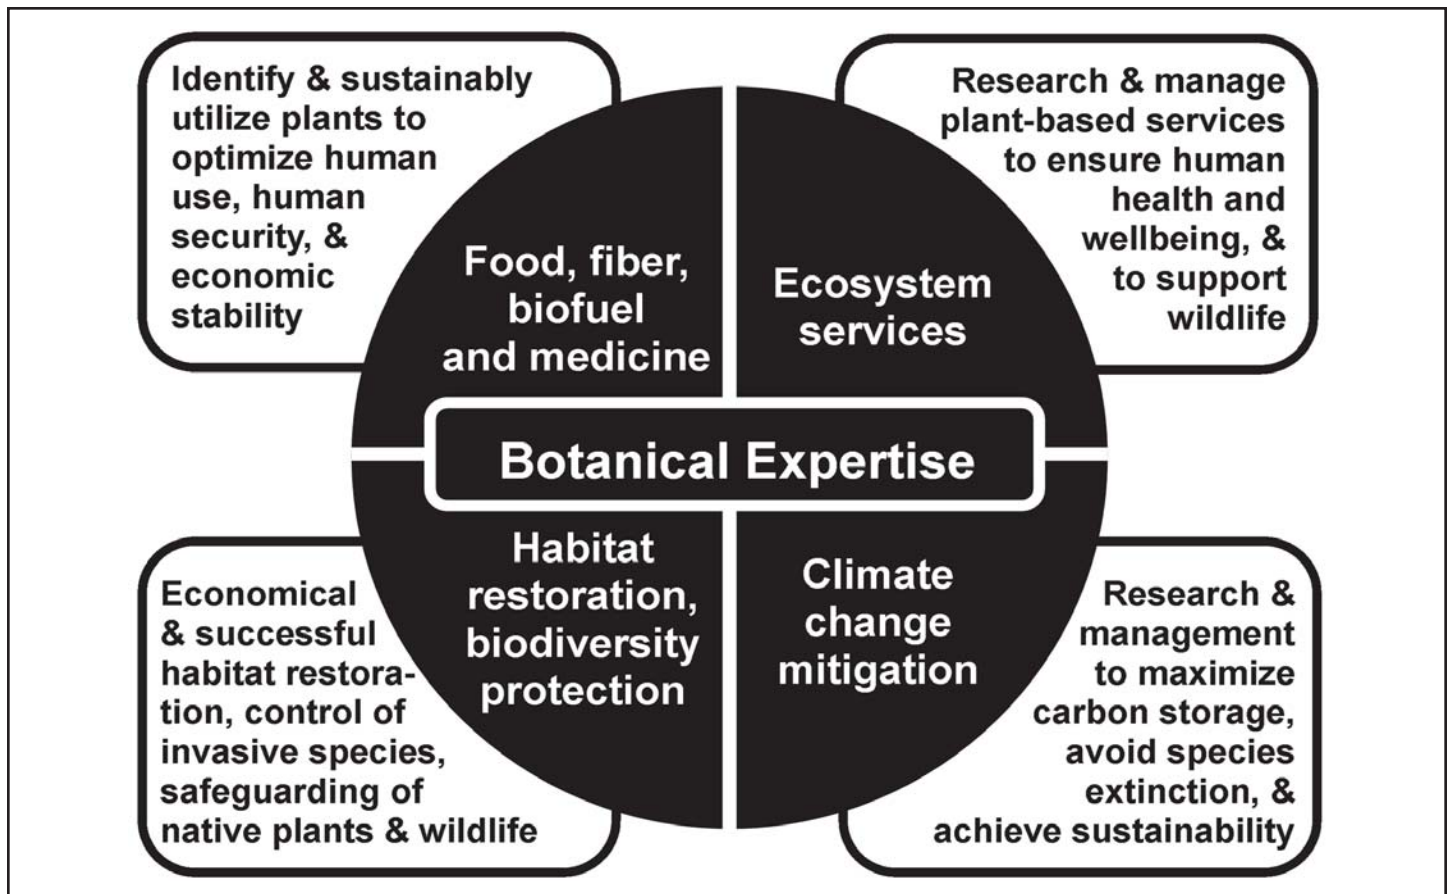 Identify & sustainably
utilize plants to
optimize human
use, human
security, &
economic
stability
Food, fiber,
biofuel
and medicine
Research & manage
plant-based services
to ensure human
health and
wellbeing, &
to support
wildlife
Ecosystem
services
Botanical Expertise
Economical
& successful
habitat restora-
tion, control of
invasive species,
safeguarding of
native plants & wildlife
Habitat
restoration,
biodiversity
protection
Climate
change
mitigation
Research &
management
to maximize
carbon storage,
avoid species
extinction, &
achieve sustainability